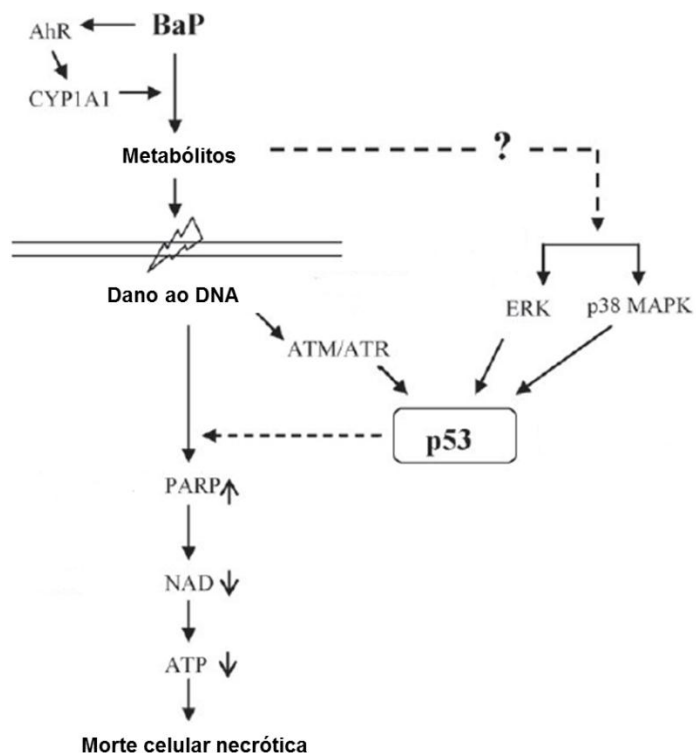 AhR
BaP
CYP1A1
Metabólitos
?
Dano ao DNA
ERK
p38 MAPK
ATM/ATR
p53
PARP
NAD
ATP
Morte celular necrótica